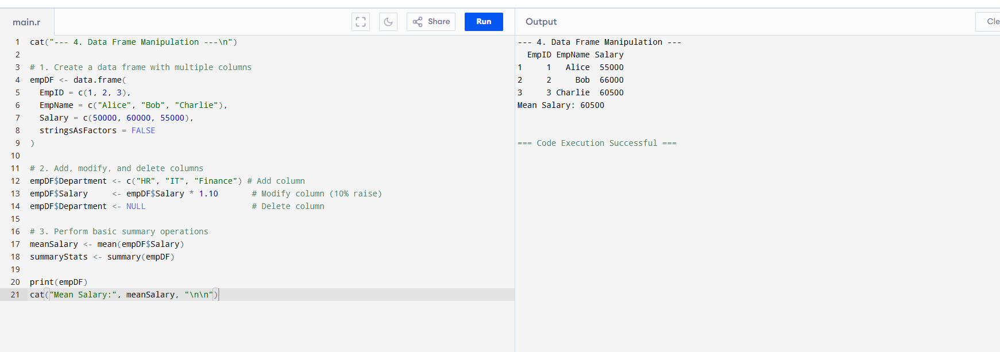 main.r
Share
Run
Output
1 cat("--- 4. Data Frame Manipulation ---\n")
2
3 # 1. Create a data frame with multiple columns
4 empDF <- data.frame(
5   EmpID = c(1, 2, 3),
6   EmpName = c("Alice", "Bob", "Charlie"),
7   Salary = c(50000, 60000, 55000),
8   stringsAsFactors = FALSE
9 )
10
11 # 2. Add, modify, and delete columns
12 empDF$Department <- c("HR", "IT", "Finance") # Add column
13 empDF$Salary     <- empDF$Salary * 1.10       # Modify column (10% raise)
14 empDF$Department <- NULL                      # Delete column
15
16 # 3. Perform basic summary operations
17 meanSalary <- mean(empDF$Salary)
18 summaryStats <- summary(empDF)
19
20 print(empDF)
21 cat("Mean Salary:", meanSalary, "\n\n")
Cle
--- 4. Data Frame Manipulation ---
  EmpID EmpName Salary
1     1   Alice  55000
2     2     Bob  66000
3     3 Charlie  60500
Mean Salary: 60500
=== Code Execution Successful ===